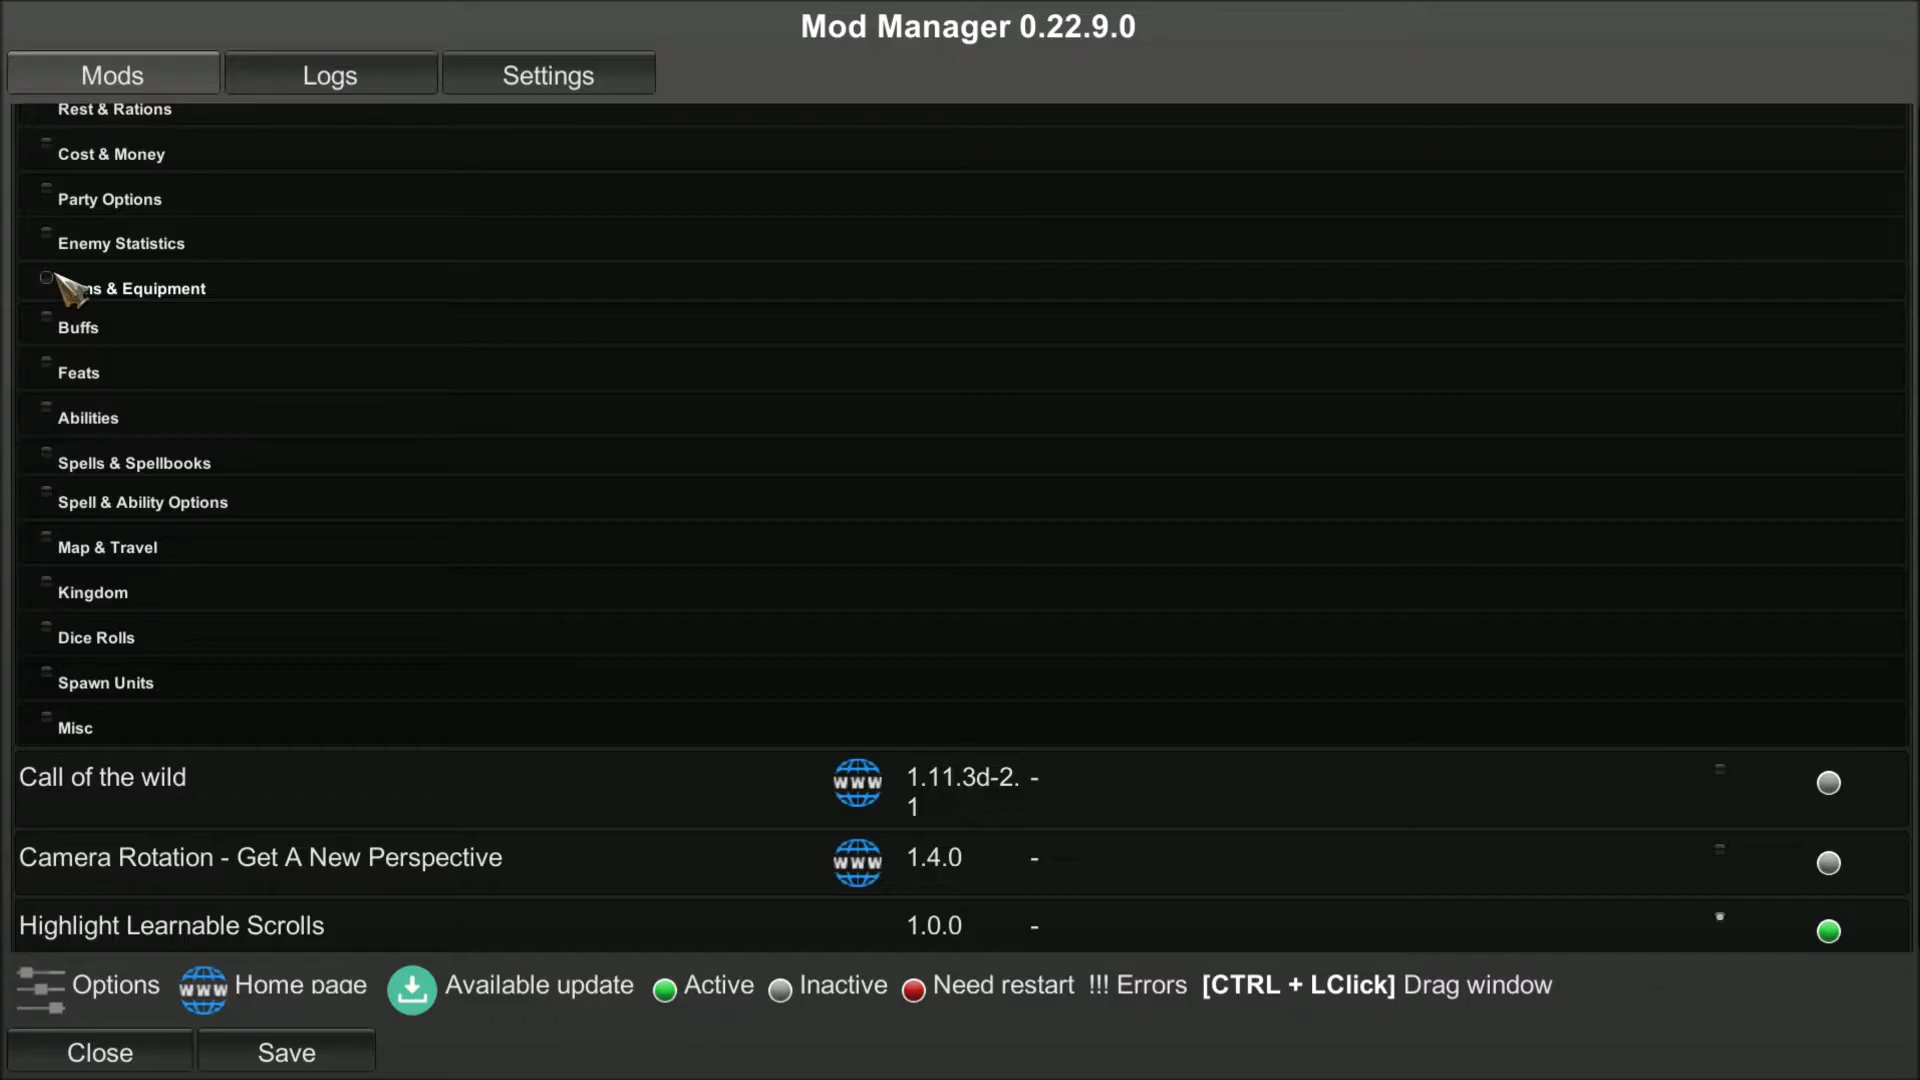 Mod Manager 0.22.9.0
Mods Logs Settings
Rest & Rations
Cost & Money
Party Options
Enemy Statistics
& Equipment
Buffs
Feats
Abilities
Spells & Spellbooks
Spell & Ability Options
Map & Travel
Kingdom
Dice Rolls
Spawn Units
Misc
Call of the wild WWW 1.11.3d-2. -
1
Camera Rotation - Get A New Perspective WWW 1.4.0 -
Highlight Learnable Scrolls 1.0.0 -
Options WWW Home page Available update Active Inactive Need restart !!! Errors [CTRL + LClick] Drag window
Close Save